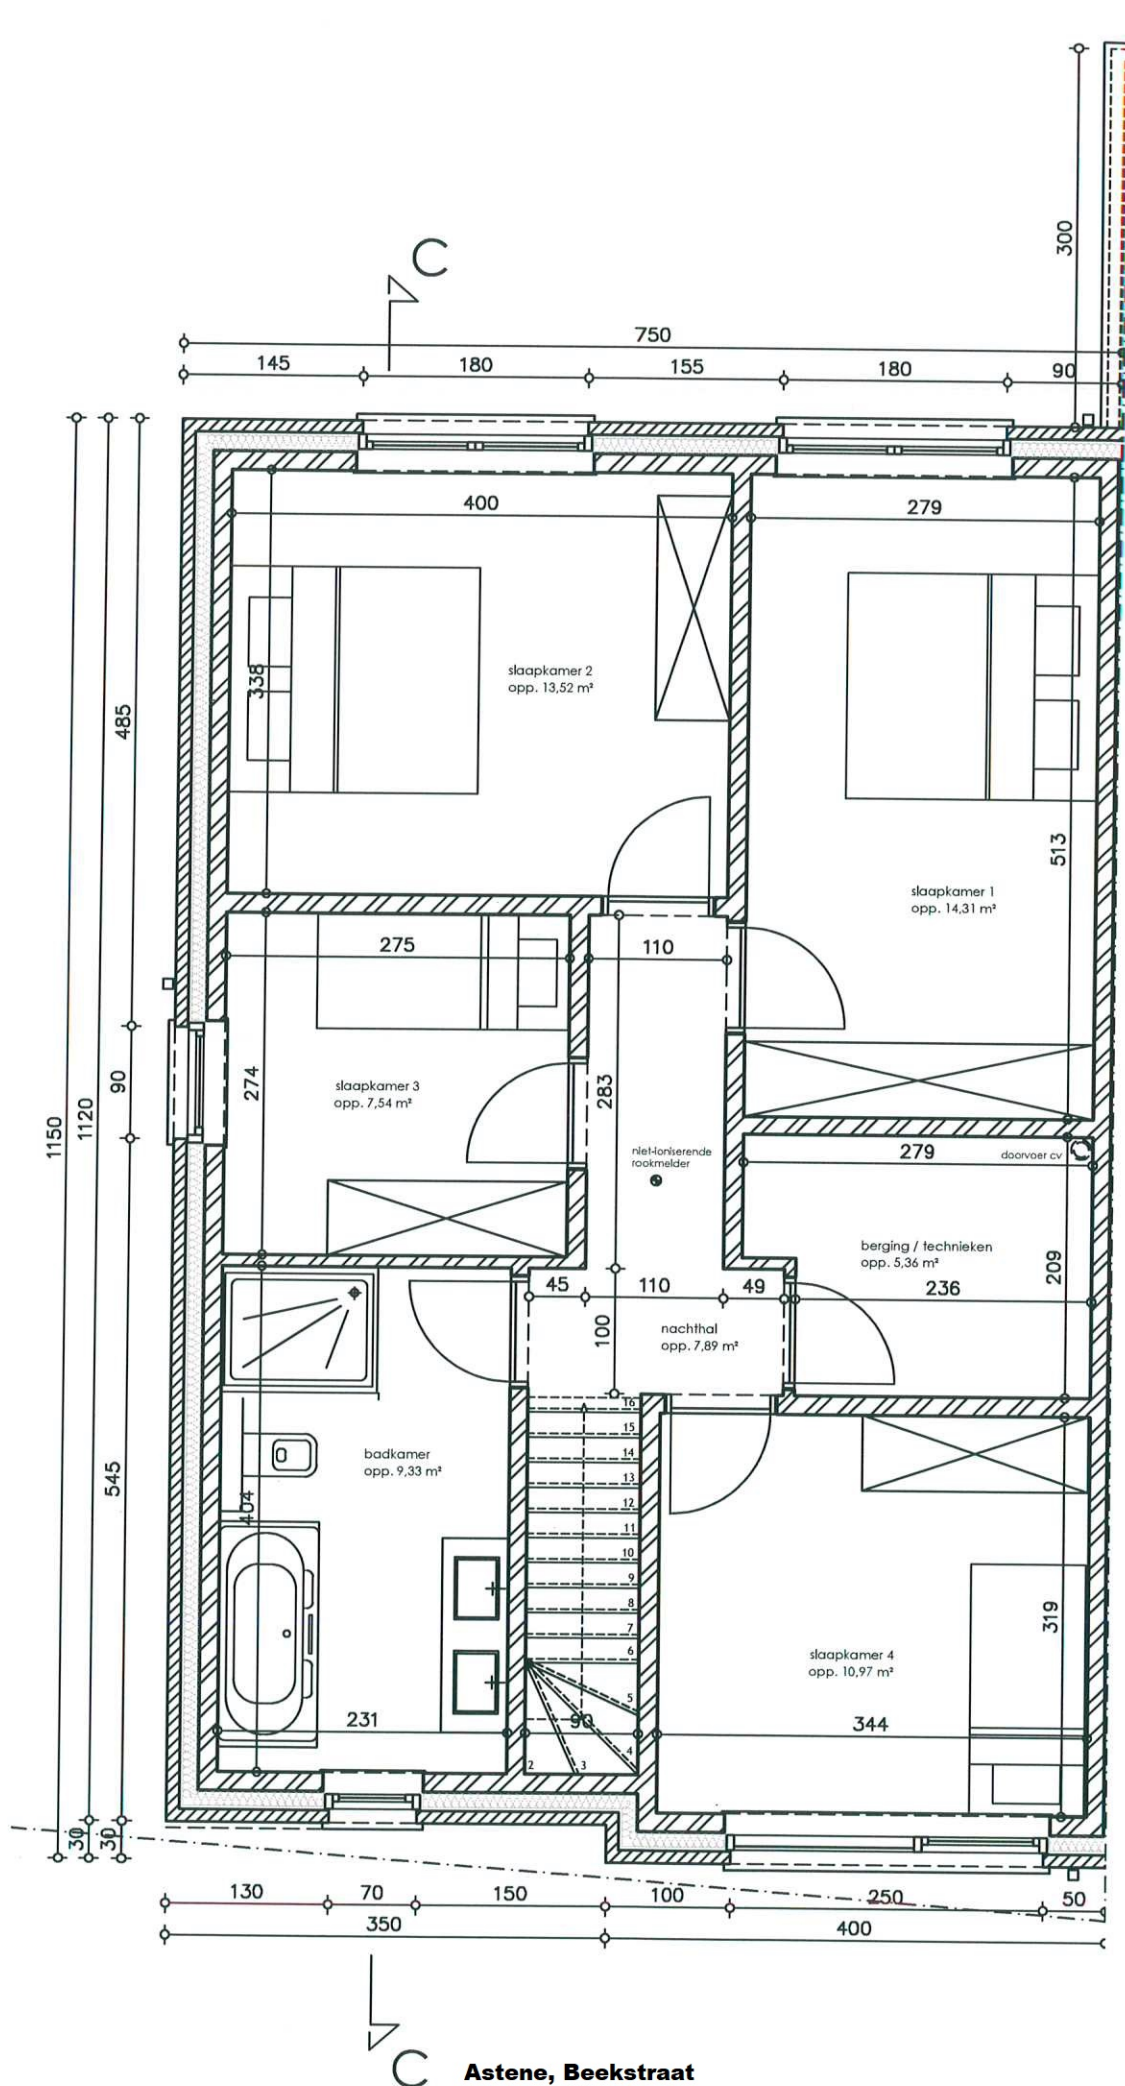 300
C
750
145
180
155
180
90
400
279
338
slaapkamer 2
opp. 13,52 m²
485
513
slaapkamer 1
opp. 14,31 m²
275
110
274
283
slaapkamer 3
opp. 7,54 m²
90
1150
1120
niet-ioniserende
rookmelder
279
doorvoer cv
berging / technieken
opp. 5,36 m²
209
45
110
49
236
100
nachthal
opp. 7,89 m²
16
15
14
13
12
11
10
9
8
7
6
5
4
3
2
badkamer
opp. 9,33 m²
545
404
319
slaapkamer 4
opp. 10,97 m²
231
90
344
30
30
130
70
150
100
250
50
350
400
C
Astene, Beekstraat